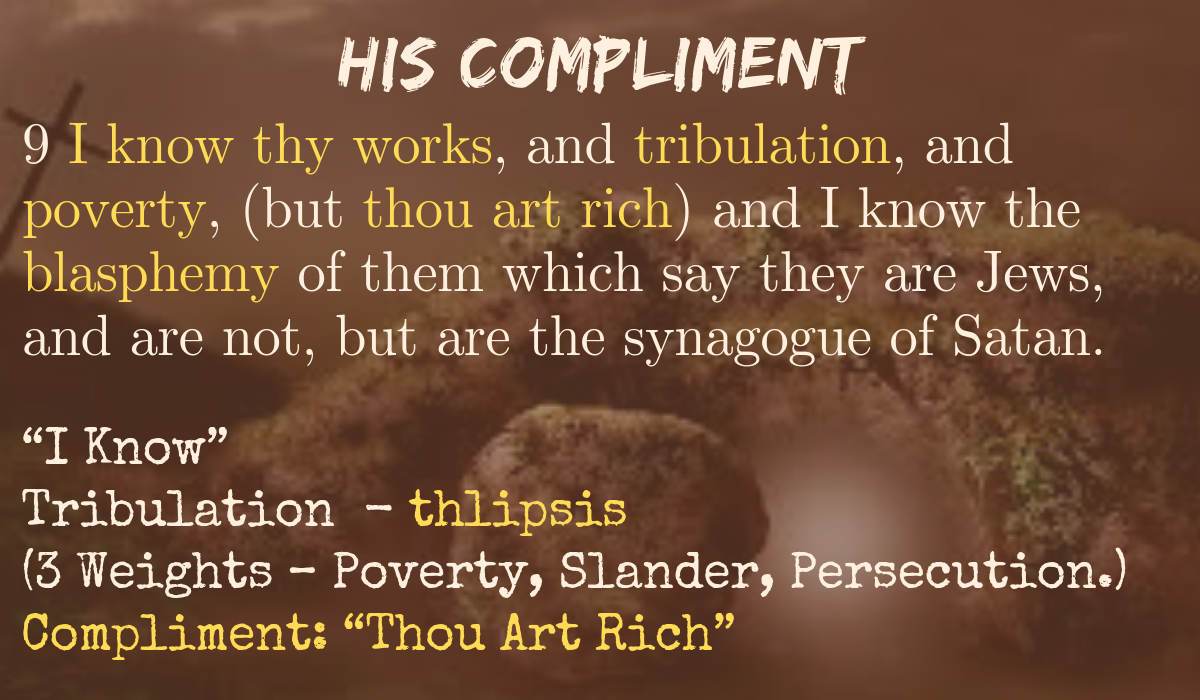 HIS COMPLIMENT
9 I know thy works, and tribulation, and
poverty, (but thou art rich) and I know the
blasphemy of them which say they are Jews,
and are not, but are the synagogue of Satan.
“I Know”
Tribulation – thlipsis
(3 Weights – Poverty, Slander, Persecution.)
Compliment: “Thou Art Rich”